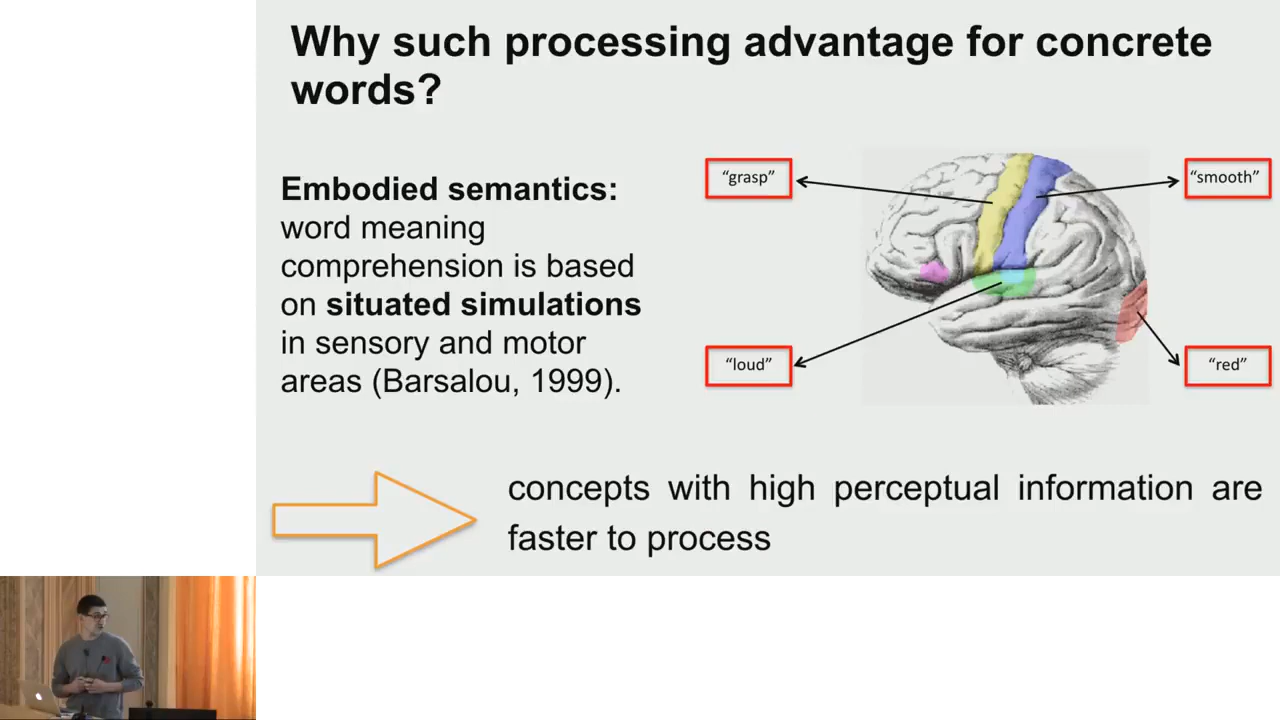 Why such processing advantage for concrete
words?
Embodied semantics:
word meaning
comprehension is based
on situated simulations
in sensory and motor
areas (Barsalou, 1999).
“grasp”
“smooth”
“loud”
“red”
concepts with high perceptual information are
faster to process